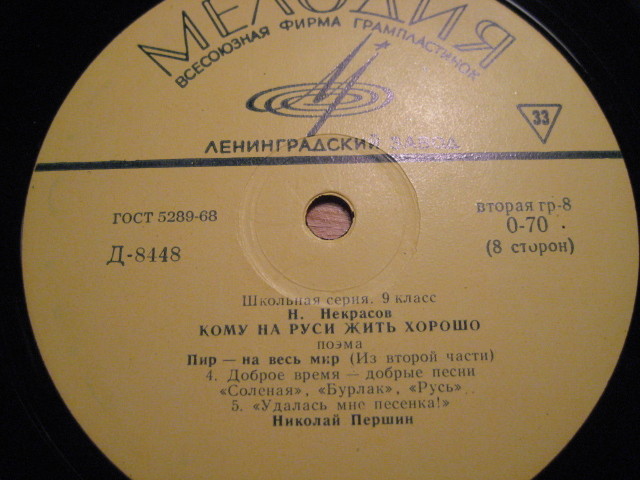 МЕЛОДИЯ
ВСЕСОЮЗНАЯ ФИРМА ГРАМПЛАСТИНОК
33
ЛЕНИНГРАДСКИЙ ЗАВОД
ГОСТ 5289-68
Д-8448
вторая гр-8
0-70
(8 сторон)
Школьная серия. 9 класс
Н. Некрасов
КОМУ НА РУСИ ЖИТЬ ХОРОШО
поэма
Пир — на весь мир (Из второй части)
4. Доброе время — добрые песни
«Соленая», «Бурлак», «Русь»
5. «Удалась мне песенка!»
Николай Першин